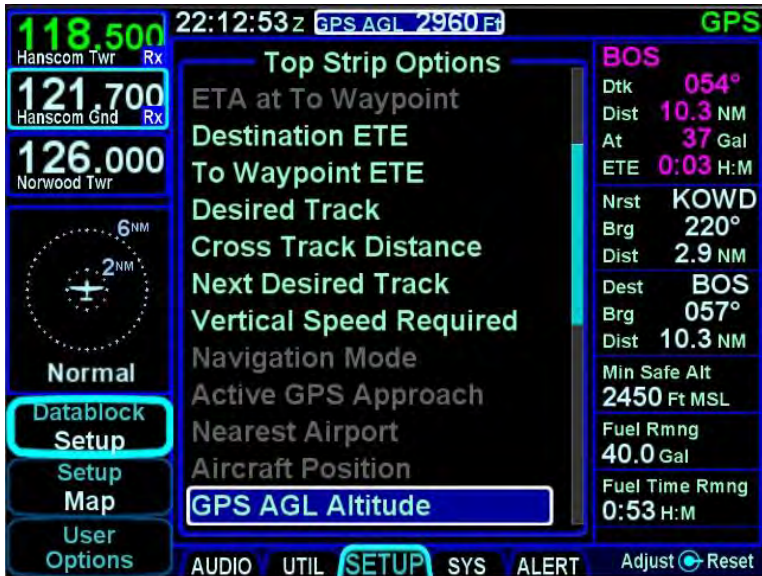 118.500
Hanscom Twr Rx
121.700
Hanscom Gnd Rx
126.000
Norwood Twr
6NM
2NM
Normal
Datablock
Setup
Setup
Map
User
Options
22:12:53 Z GPS AGL 2960 Ft
GPS
Top Strip Options
ETA at To Waypoint
Destination ETE
To Waypoint ETE
Desired Track
Cross Track Distance
Next Desired Track
Vertical Speed Required
Navigation Mode
Active GPS Approach
Nearest Airport
Aircraft Position
GPS AGL Altitude
BOS
Dtk 054°
Dist 10.3 NM
At 37 Gal
ETE 0:03 H:M
Nrst KOWD
Brg 220°
Dist 2.9 NM
Dest BOS
Brg 057°
Dist 10.3 NM
Min Safe Alt
2450 Ft MSL
Fuel Rmng
40.0 Gal
Fuel Time Rmng
0:53 H:M
AUDIO UTIL SETUP SYS ALERT
Adjust Reset